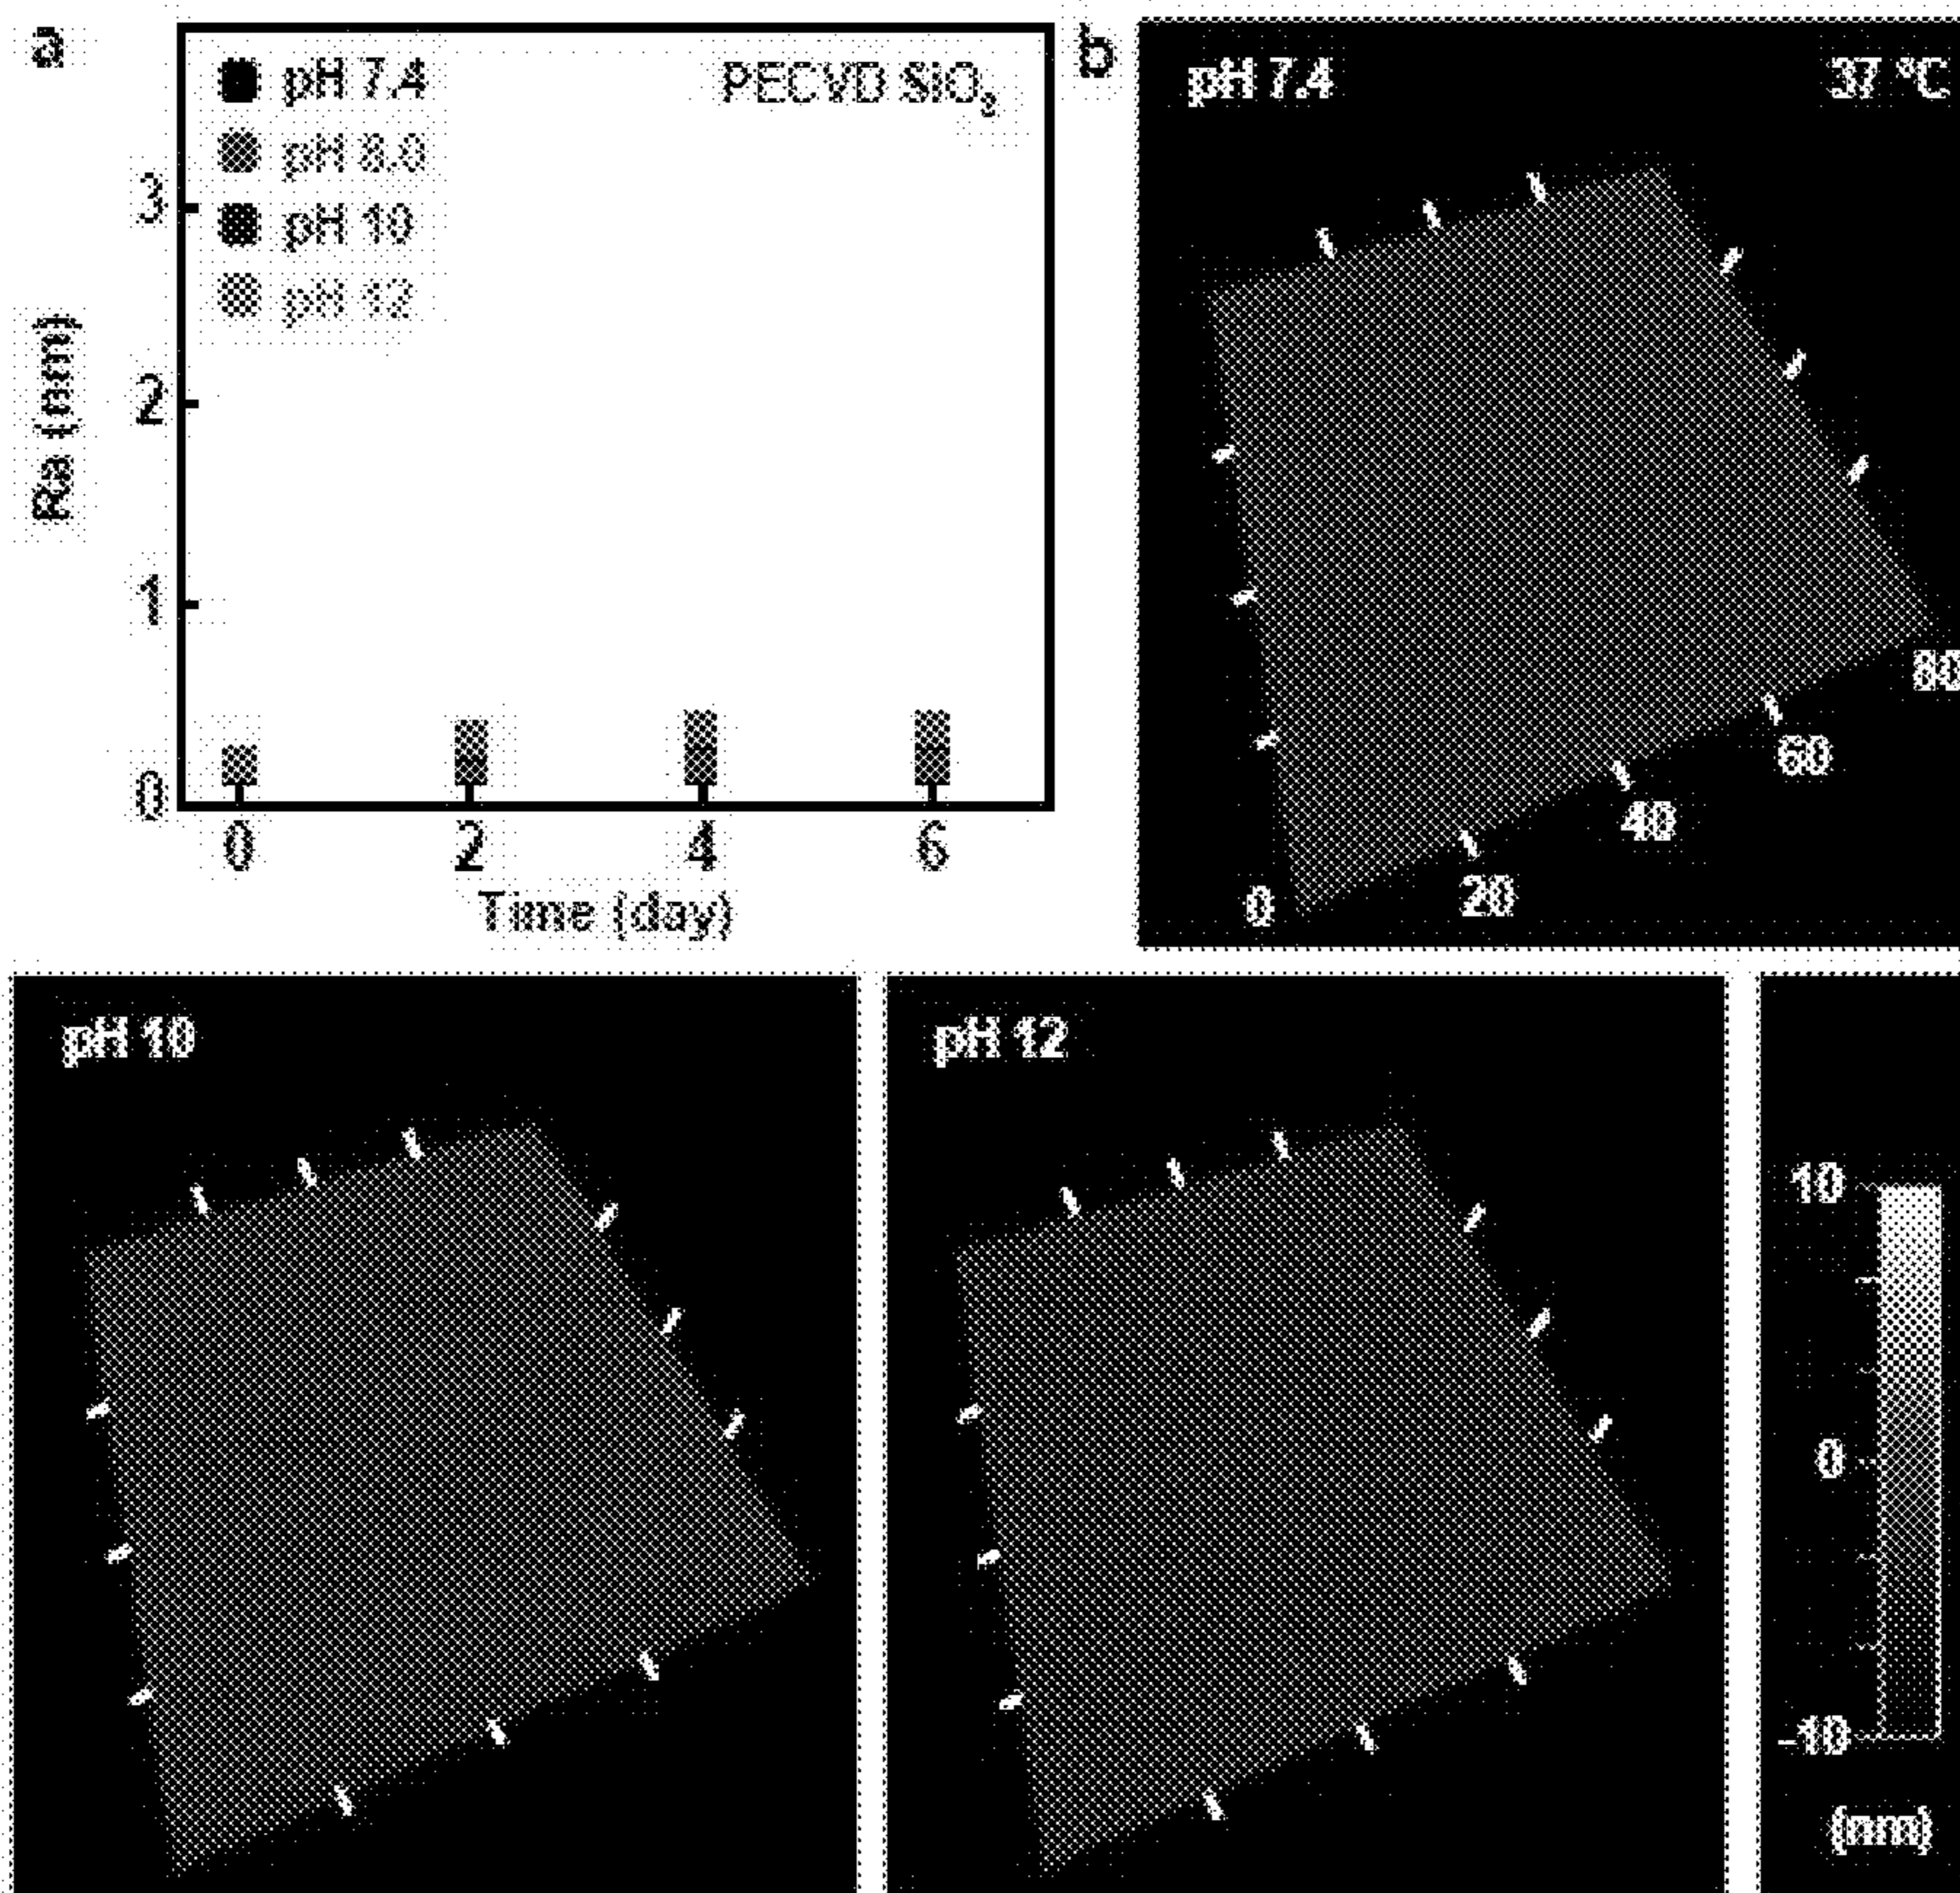 a
pH 7.4
PECVD SiO₃
pH 8.0
pH 10
pH 12
3
2
1
0
Ra (nm)
0 2 4 6
Time (day)
b
pH 7.4
37 °C
0
20
40
60
80
pH 10
pH 12
10
0
-10
(nm)